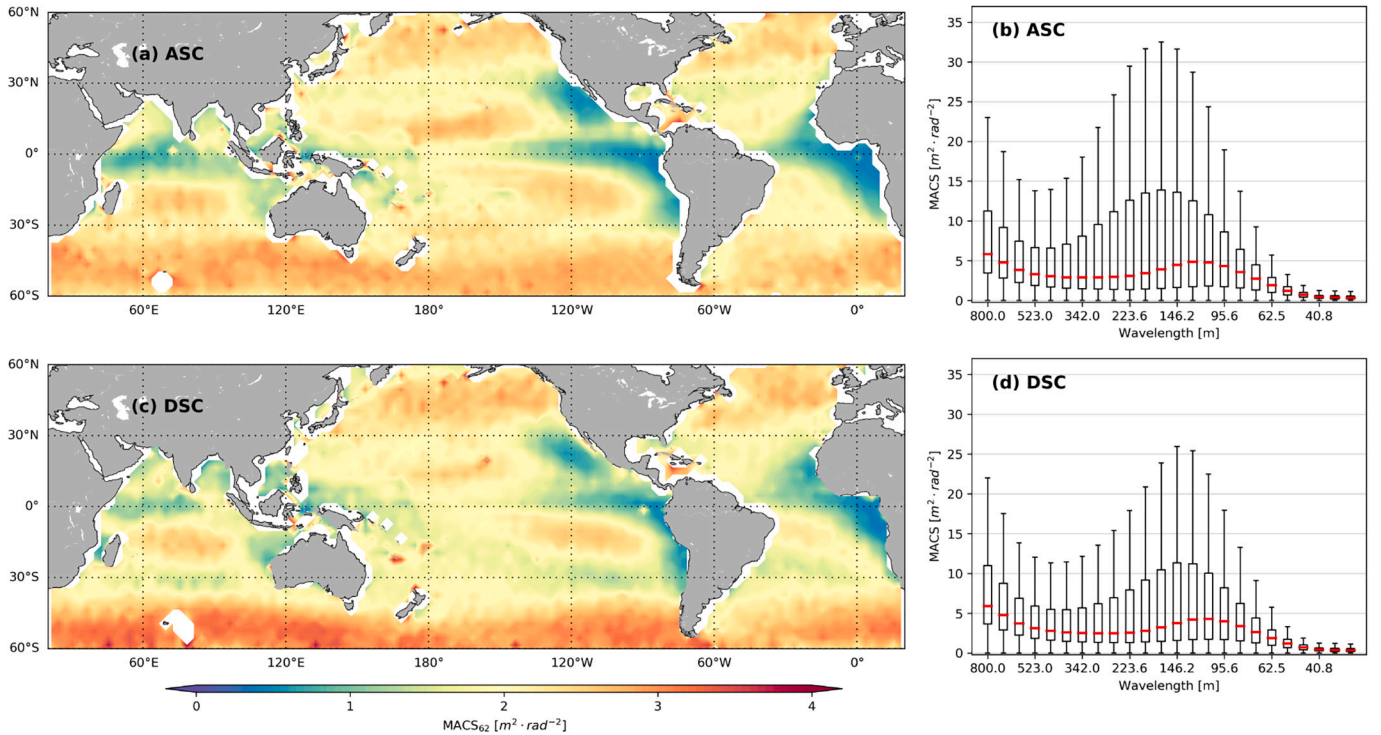 60°N
(a) ASC
30°N
0°
30°S
60°S
60°E
120°E
180°
120°W
60°W
0°
(b) ASC
35
30
25
20
15
10
5
0
MACS [m² · rad⁻²]
800.0 523.0 342.0 223.6 146.2 95.6 62.5 40.8
Wavelength [m]
60°N
(c) DSC
30°N
0°
30°S
60°S
60°E
120°E
180°
120°W
60°W
0°
0 1 2 3 4
MACS₆₂ [m² · rad⁻²]
(d) DSC
35
30
25
20
15
10
5
0
MACS [m² · rad⁻²]
800.0 523.0 342.0 223.6 146.2 95.6 62.5 40.8
Wavelength [m]